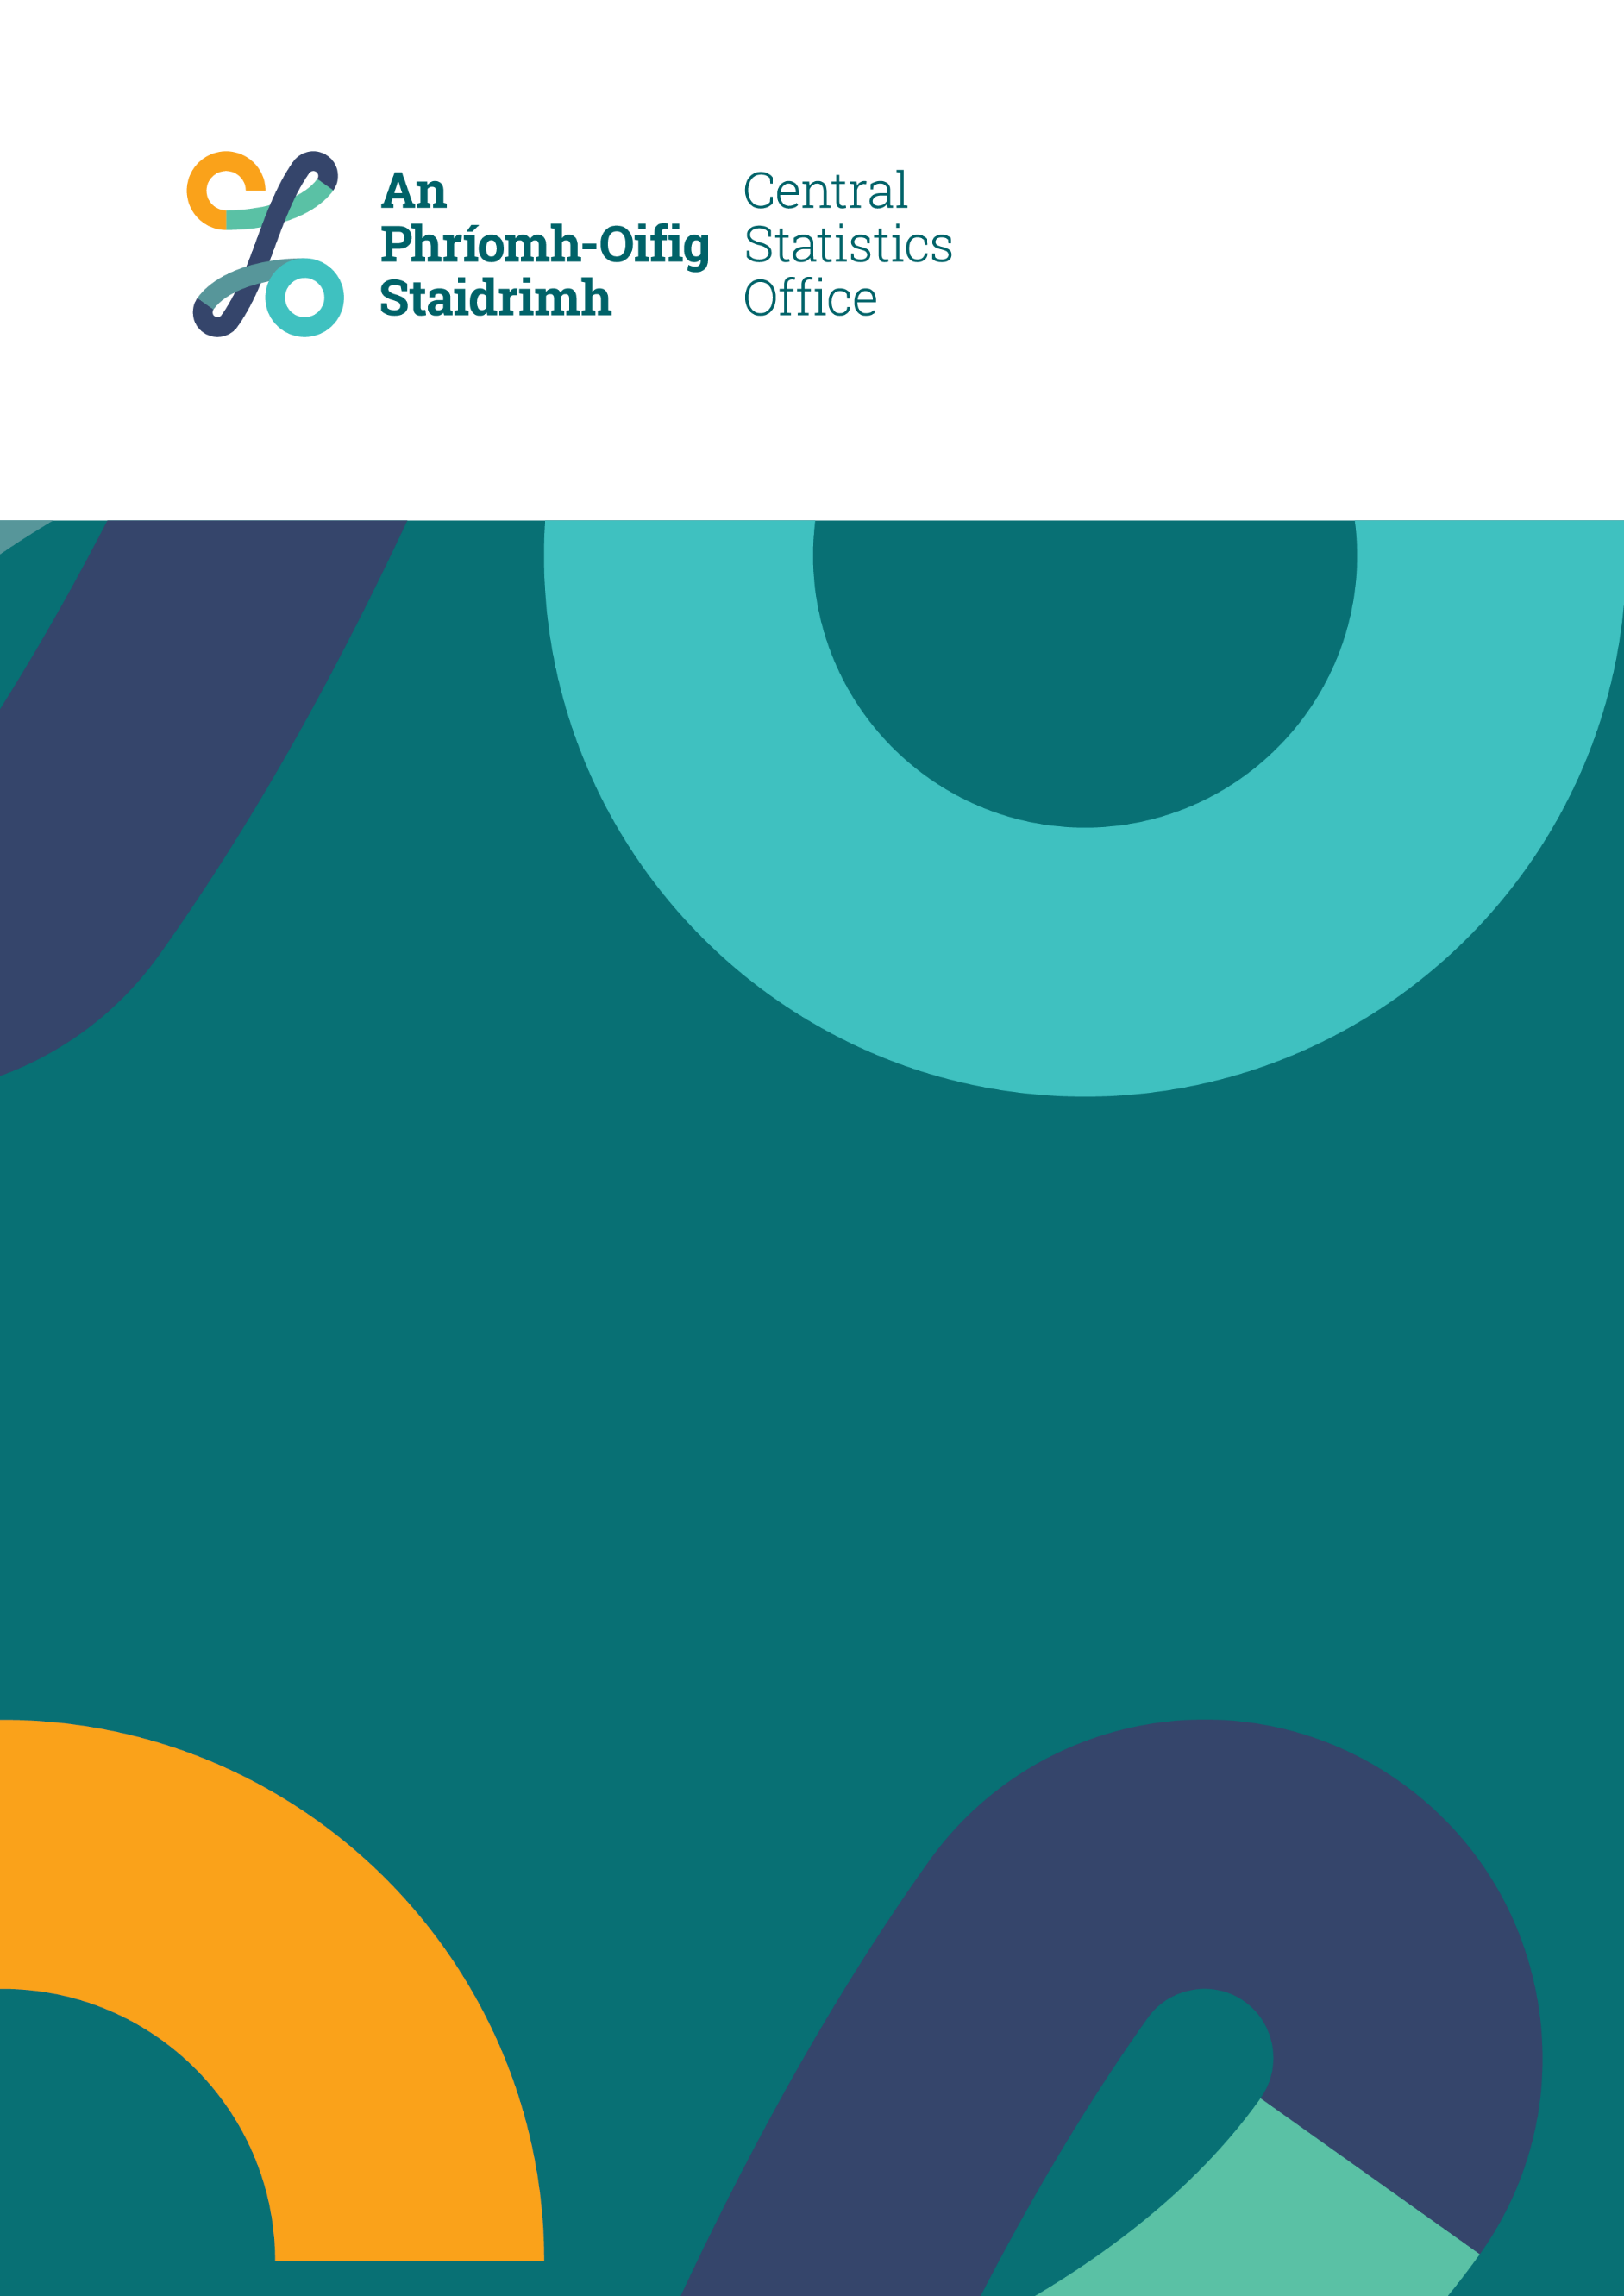 An
Phríomh-Oifig
Staidrimh
Central
Statistics
Office